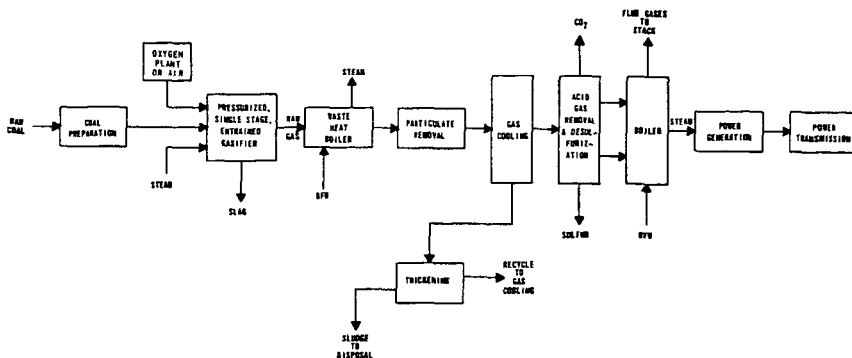 OXYGEN
PLANT
OR AIR
RAW
COAL
COAL
PREPARATION
STEAM
PRESSURIZED,
SINGLE STAGE,
ENTRAINED
GASIFIER
SLAG
RAW
GAS
STEAM
WASTE
HEAT
BOILER
BFW
PARTICULATE
REMOVAL
GAS
COOLING
THICKENING
RECYCLE
TO
GAS
COOLING
SLUDGE
TO
DISPOSAL
CO2
ACID
GAS
REMOVAL
& DESUL-
FURIZ-
ATION
SULFUR
FLUE GASES
TO
STACK
BOILER
BFW
STEAM
POWER
GENERATION
POWER
TRANSMISSION